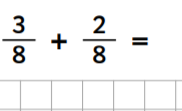 3/8 + 2/8 =